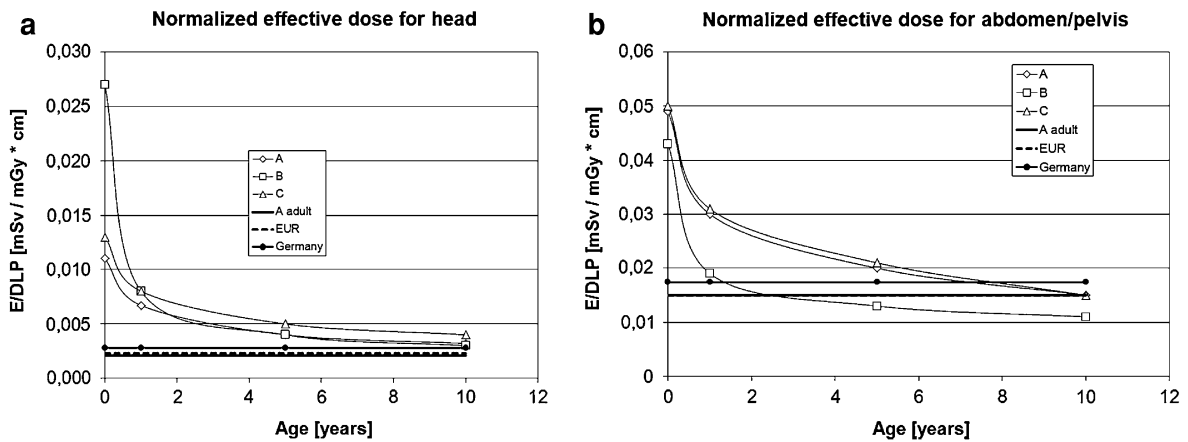 a
Normalized effective dose for head
0,030
0,025
0,020
0,015
0,010
0,005
0,000
E/DLP [mSv / mGy * cm]
A
B
C
A adult
EUR
Germany
0 2 4 6 8 10 12
Age [years]
b
Normalized effective dose for abdomen/pelvis
0,06
0,05
0,04
0,03
0,02
0,01
0
E/DLP [mSv / mGy * cm]
A
B
C
A adult
EUR
Germany
0 2 4 6 8 10 12
Age [years]